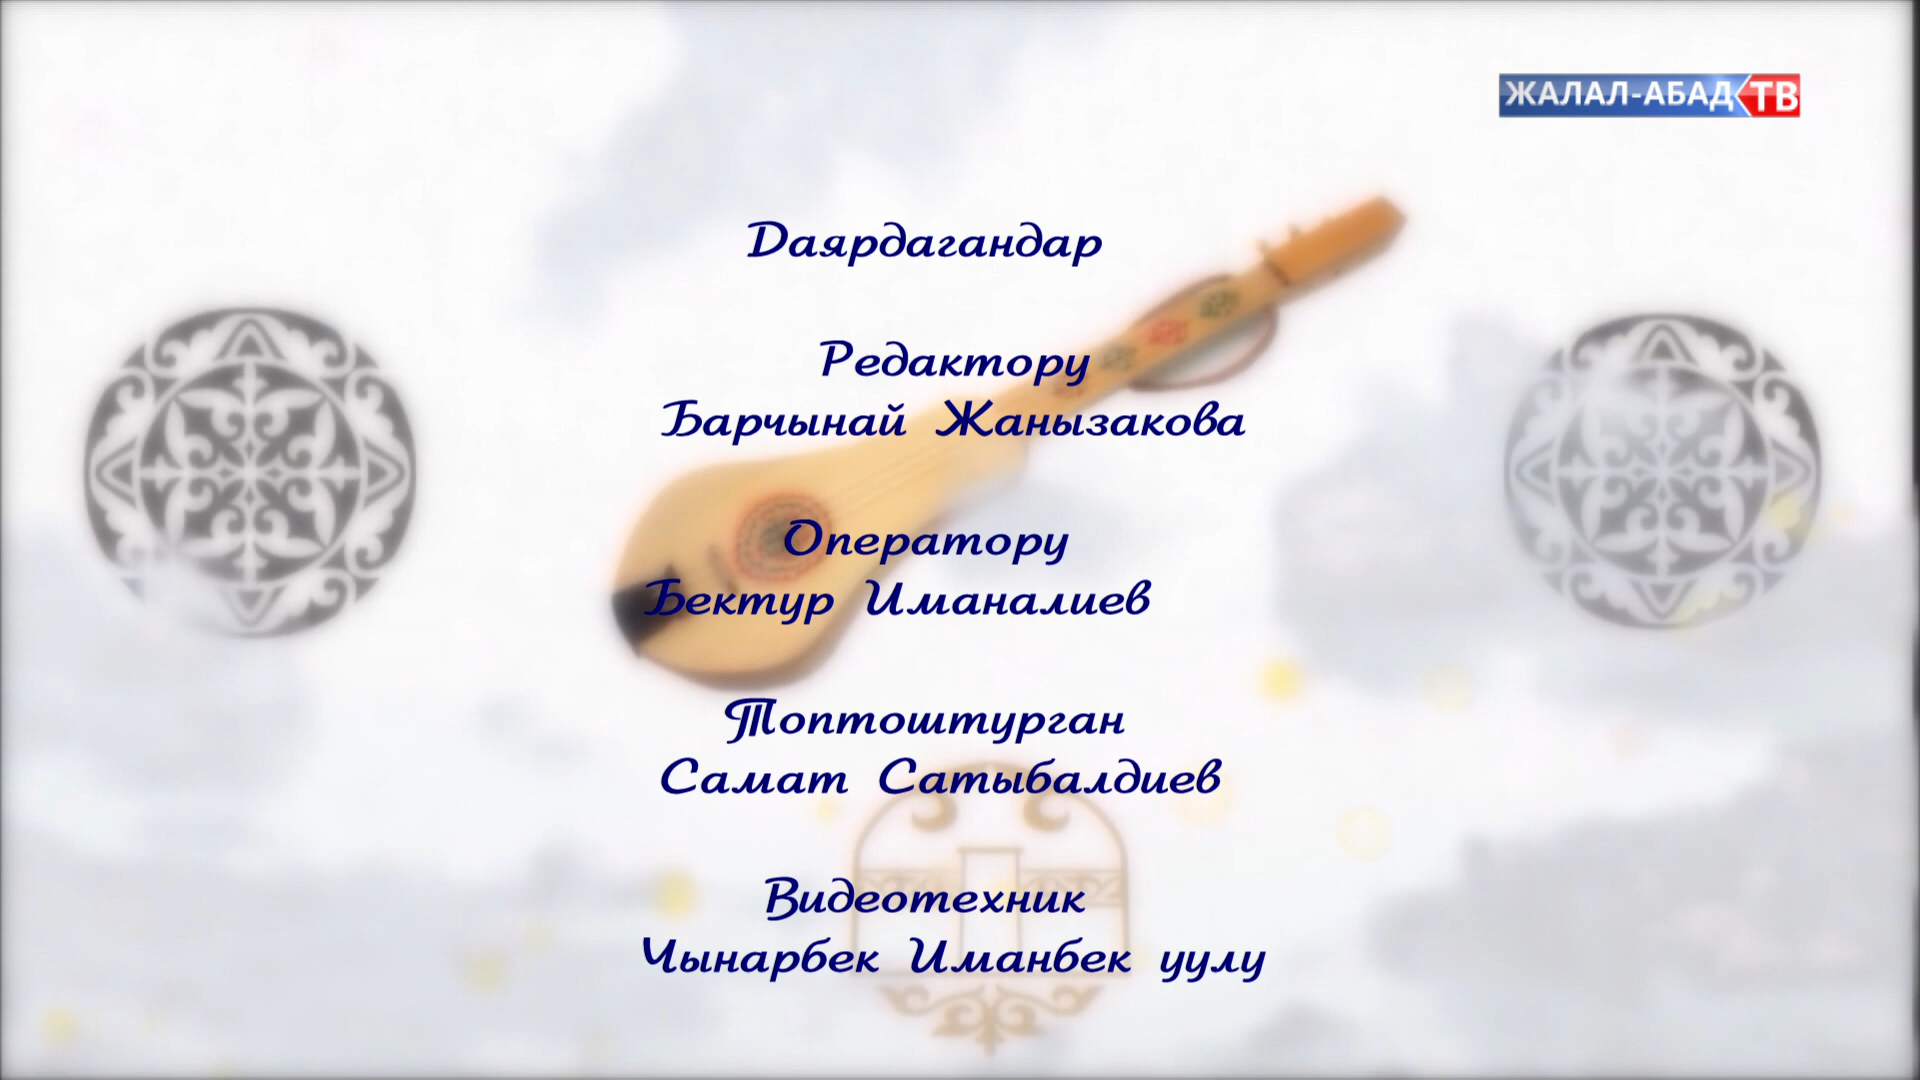 ЖАЛАЛ-АБАД ТВ
Даярдагандар
Редактору
Барчынай Жанызакова
Оператору
Бектур Иманалиев
Топтоштурган
Самат Сатыбалдиев
Видеотехник
Чынарбек Иманбек уулу